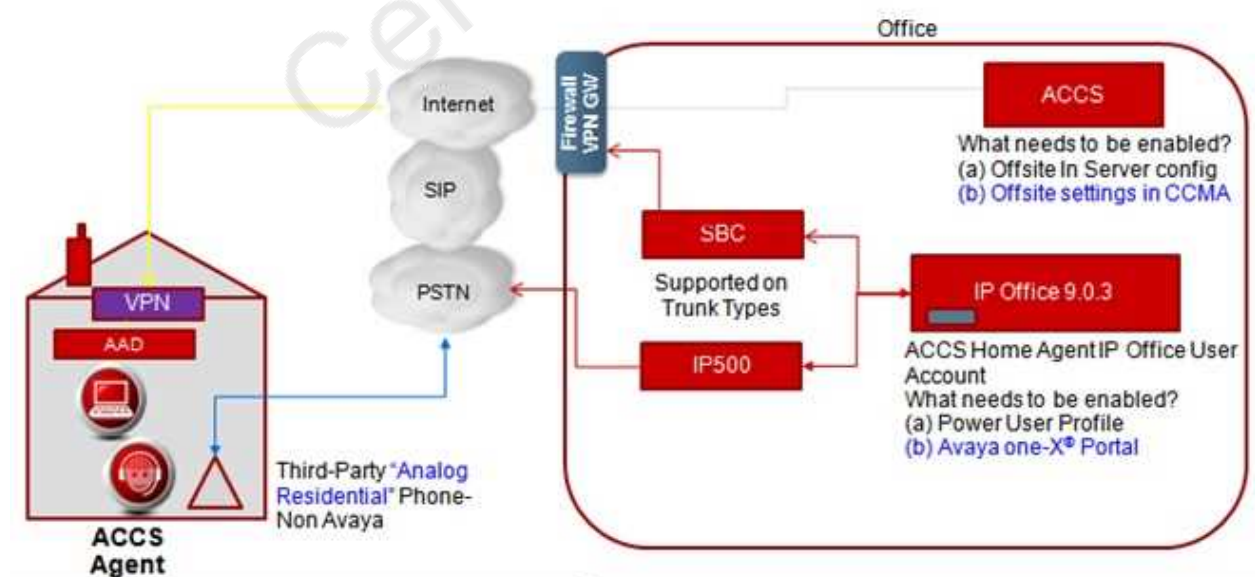 Office
Internet
SIP
PSTN
Firewall
VPN GW
ACCS
What needs to be enabled?
(a) Offsite In Server config
(b) Offsite settings in CCMA
SBC
Supported on
Trunk Types
IP500
IP Office 9.0.3
ACCS Home Agent IP Office User
Account
What needs to be enabled?
(a) Power User Profile
(b) Avaya one-X® Portal
VPN
AAD
Third-Party "Analog
Residential" Phone-
Non Avaya
ACCS
Agent
Ce